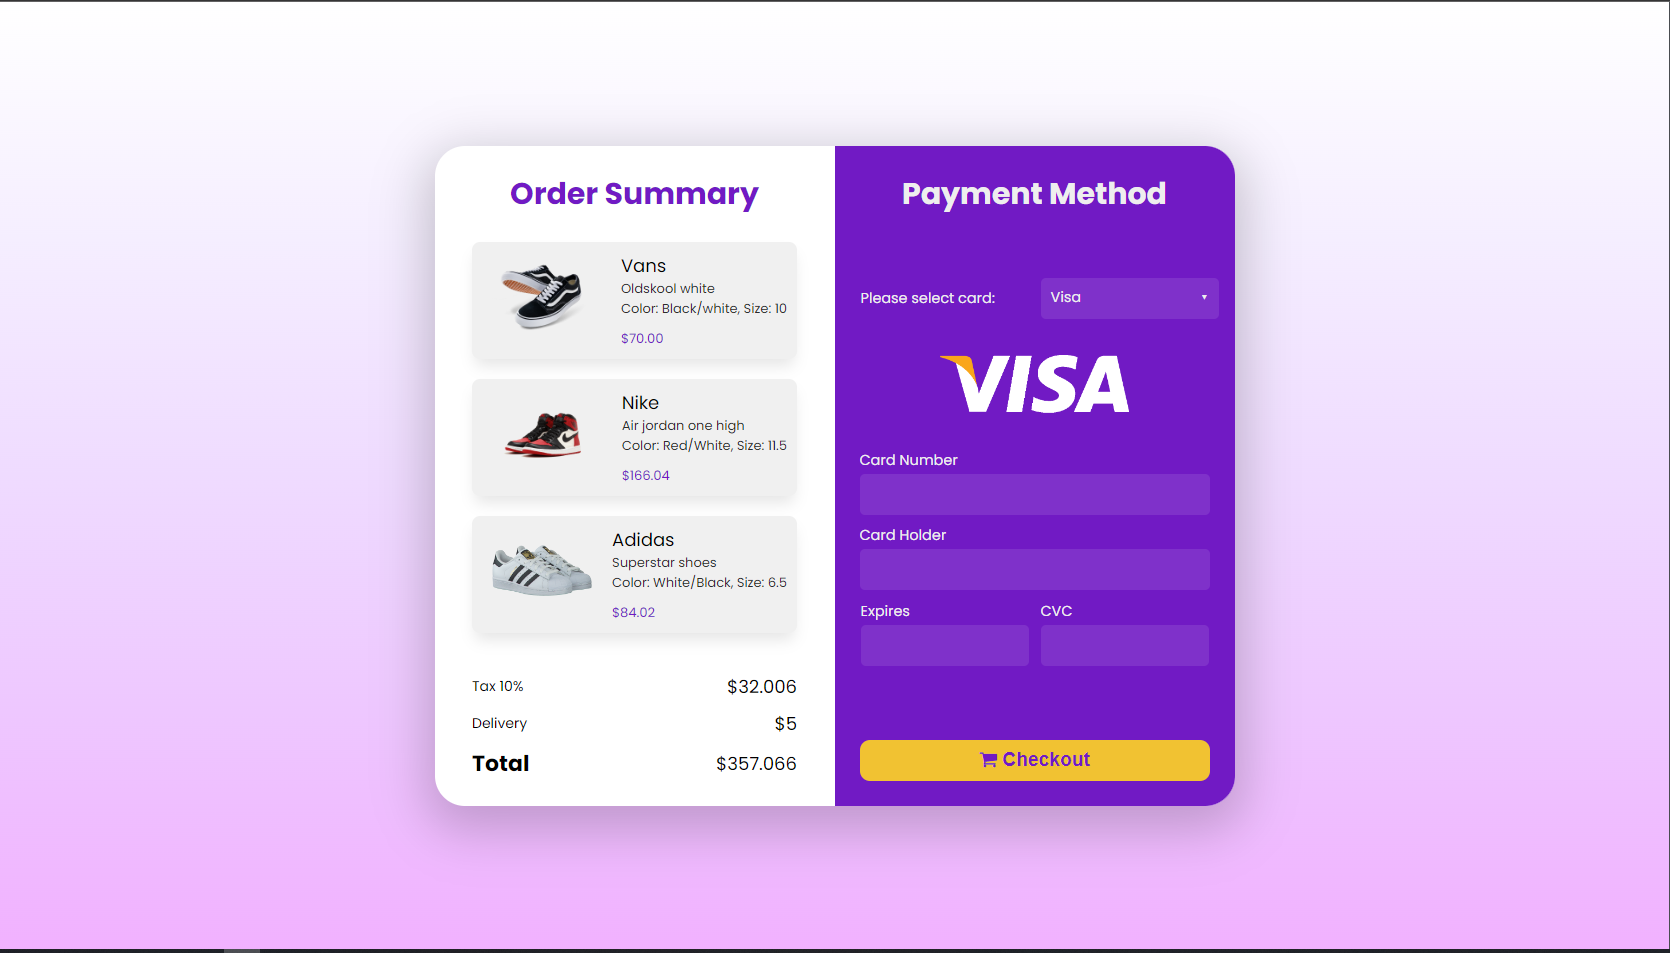 Order Summary
Vans
Oldskool white
Color: Black/white, Size: 10
$70.00
Nike
Air jordan one high
Color: Red/White, Size: 11.5
$166.04
Adidas
Superstar shoes
Color: White/Black, Size: 6.5
$84.02
Tax 10% $32.006
Delivery $5
Total $357.066
Payment Method
Please select card: Visa
VISA
Card Number
Card Holder
Expires CVC
Checkout